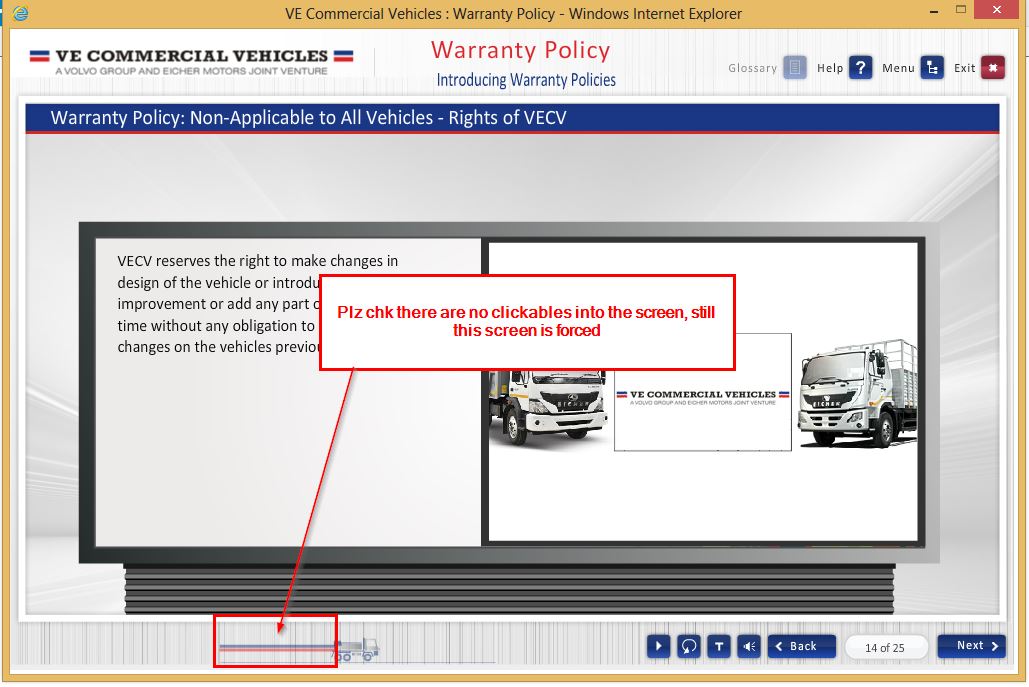 VE Commercial Vehicles : Warranty Policy - Windows Internet Explorer
VE COMMERCIAL VEHICLES
A VOLVO GROUP AND EICHER MOTORS JOINT VENTURE
Warranty Policy
Introducing Warranty Policies
Glossary
Help
?
Menu
Exit
Warranty Policy: Non-Applicable to All Vehicles - Rights of VECV
VECV reserves the right to make changes in
design of the vehicle or introdu
improvement or add any part o
time without any obligation to
changes on the vehicles previou
Plz chk there are no clickables into the screen, still
this screen is forced
VE COMMERCIAL VEHICLES
A VOLVO GROUP AND EICHER MOTORS JOINT VENTURE
EICHER
EICHER
T
Back
14 of 25
Next